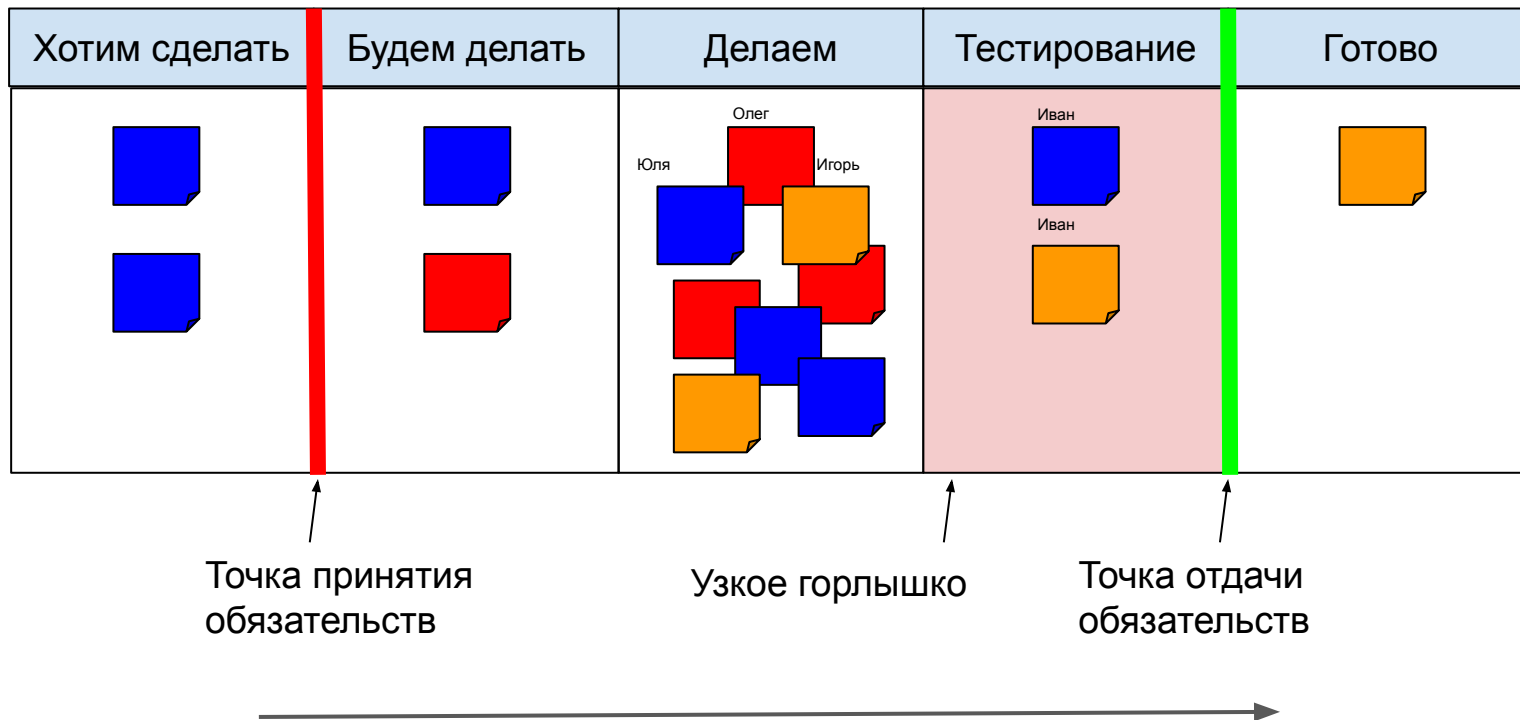 Хотим сделать
Будем делать
Делаем
Тестирование
Готово
Олег
Юля
Игорь
Иван
Иван
Точка принятия
обязательств
Узкое горлышко
Точка отдачи
обязательств